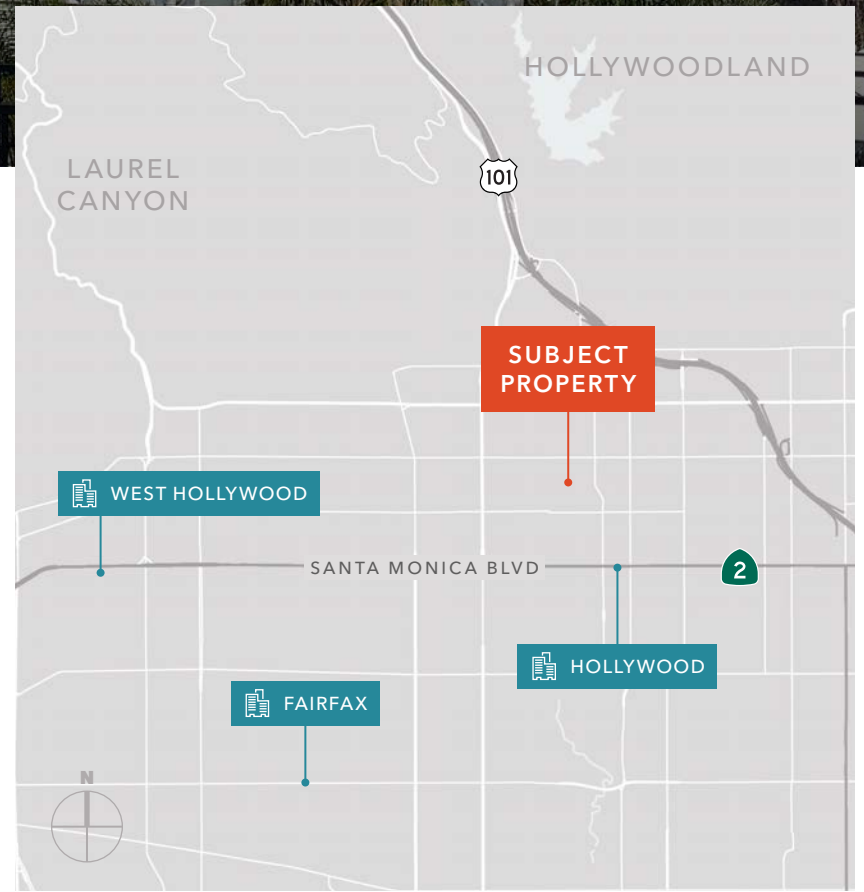 HOLLYWOODLAND
LAUREL
CANYON
101
SUBJECT
PROPERTY
WEST HOLLYWOOD
SANTA MONICA BLVD
2
HOLLYWOOD
FAIRFAX
N